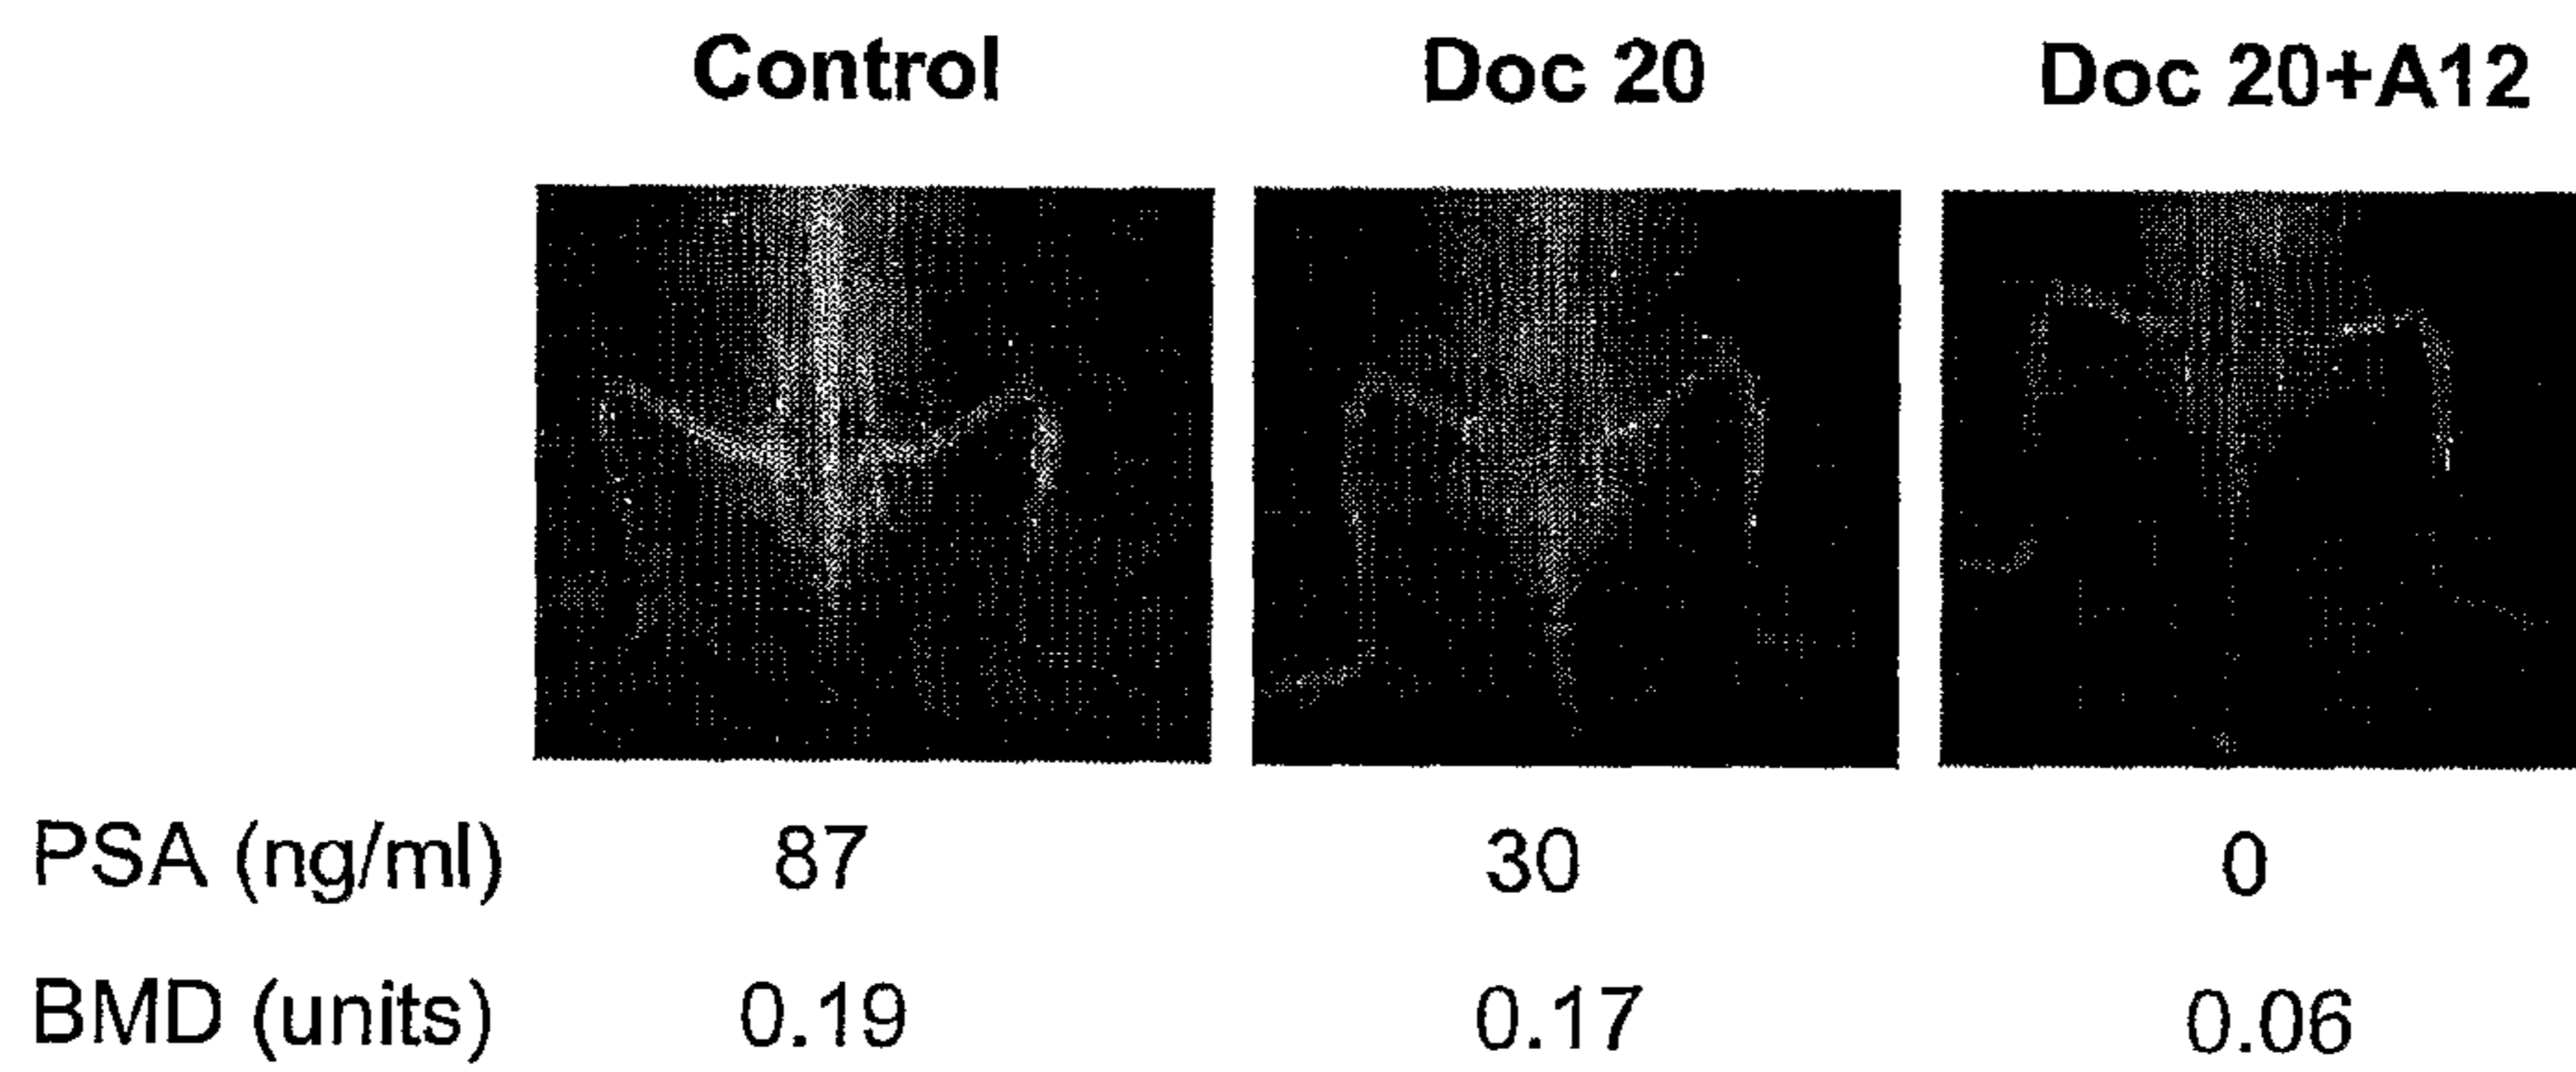 Control Doc 20 Doc 20+A12
PSA (ng/ml) 87 30 0
BMD (units) 0.19 0.17 0.06